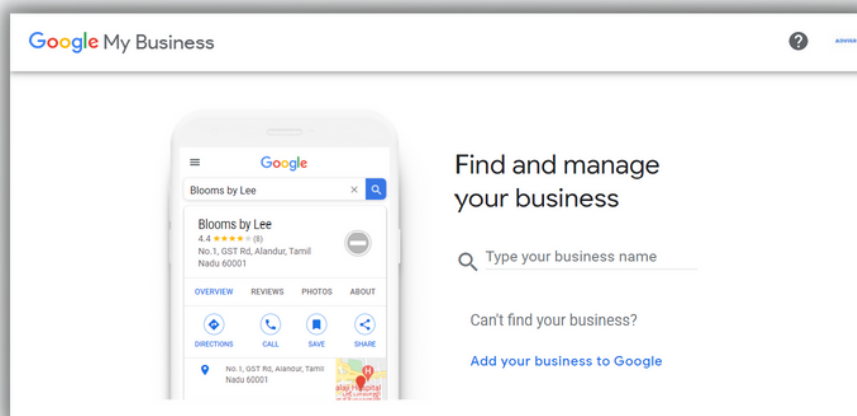 Google My Business
ADVIGR
Google
Blooms by Lee
Blooms by Lee
4.4 ★★★★★ (8)
No.1, GST Rd, Alandur, Tamil
Nadu 60001
OVERVIEW REVIEWS PHOTOS ABOUT
DIRECTIONS CALL SAVE SHARE
No. 1, GST Rd, Alandur, Tamil
Nadu 60001
H
Hospital
Find and manage
your business
Type your business name
Can't find your business?
Add your business to Google